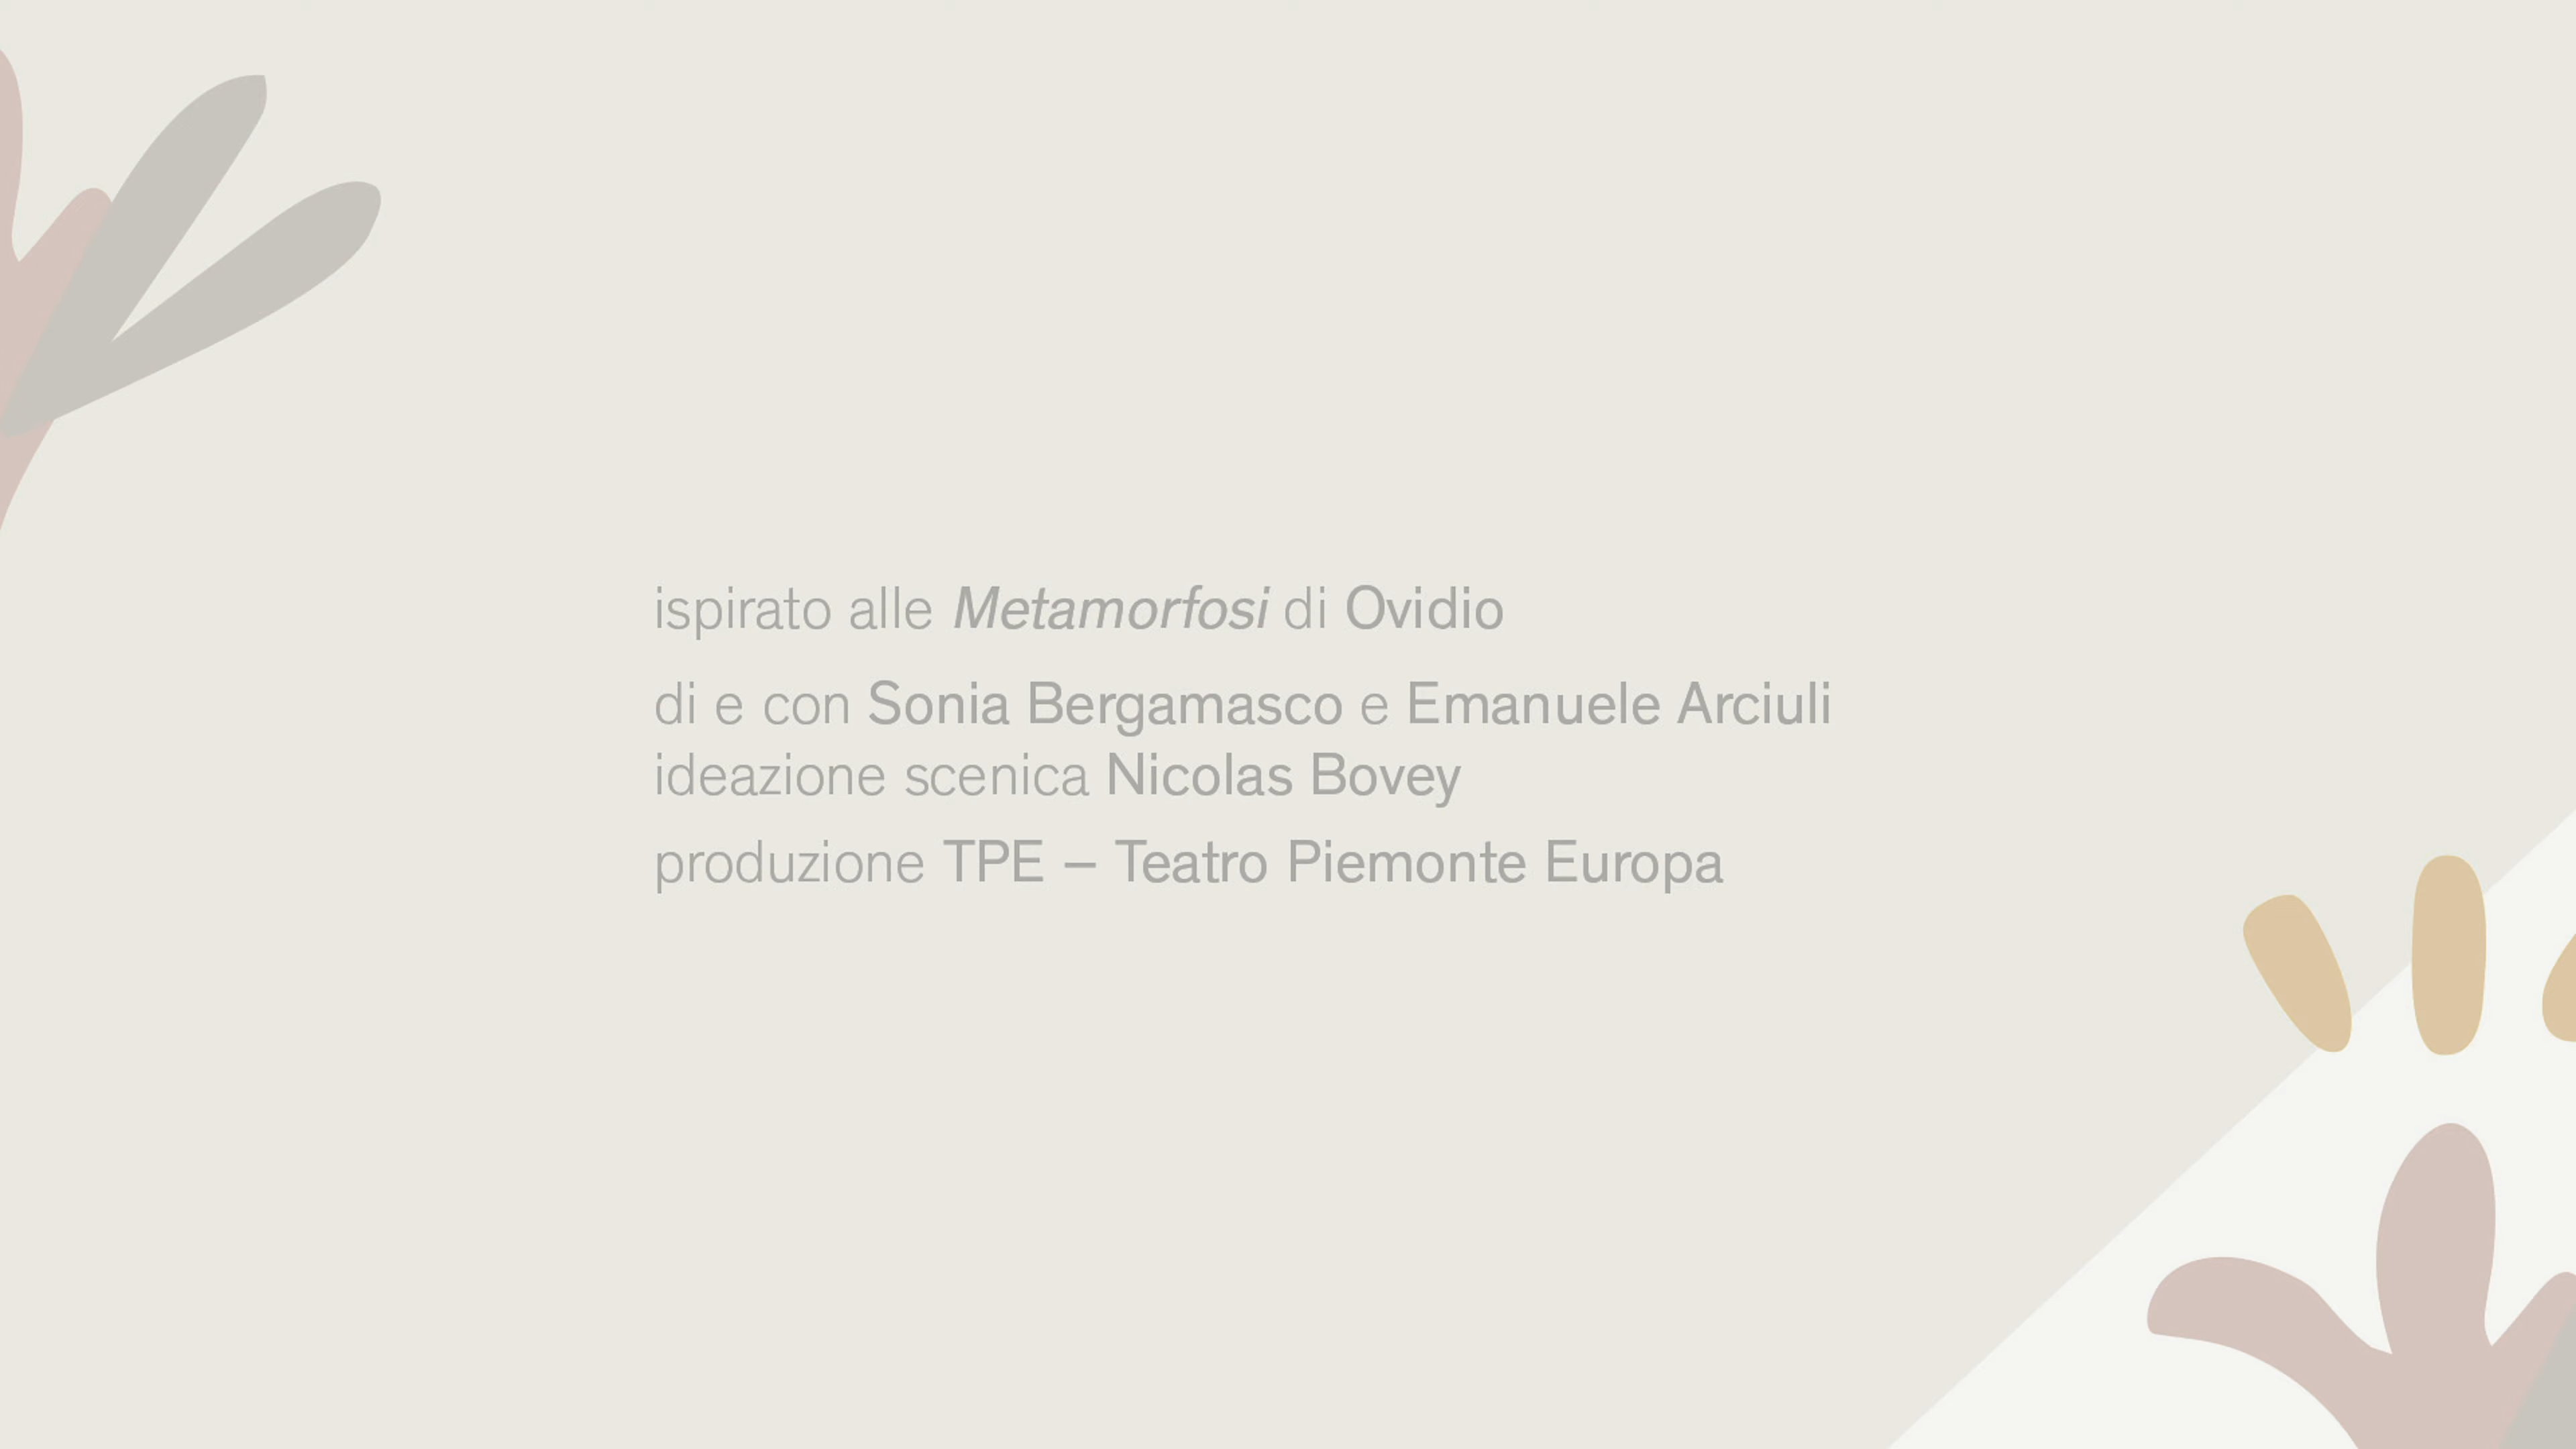 ispirato alle Metamorfosi di Ovidio
di e con Sonia Bergamasco e Emanuele Arciuli
ideazione scenica Nicolas Bovey
produzione TPE – Teatro Piemonte Europa